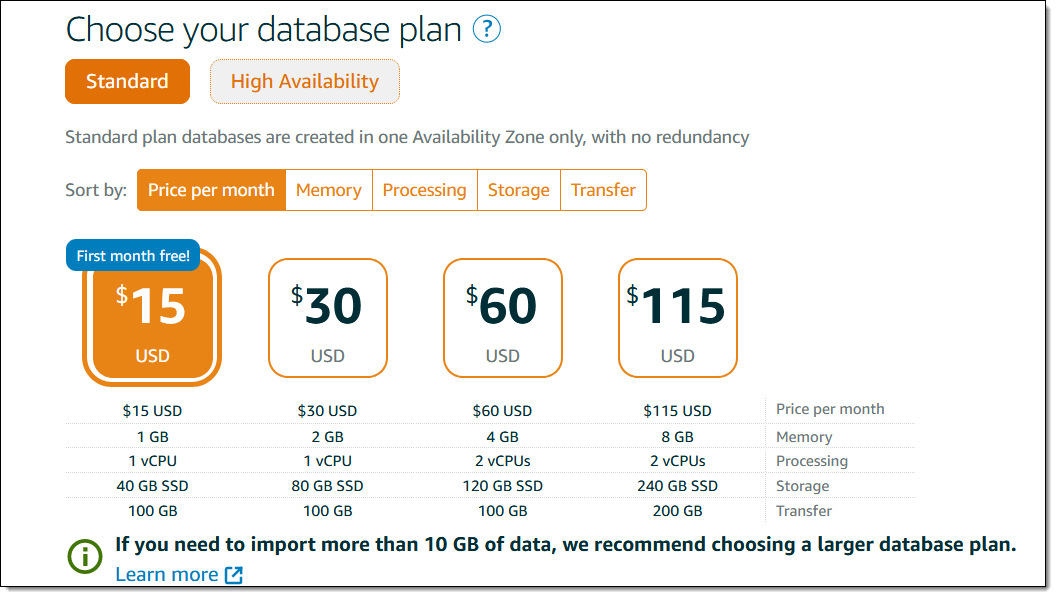 Choose your database plan ?
Standard High Availability
Standard plan databases are created in one Availability Zone only, with no redundancy
Sort by: Price per month Memory Processing Storage Transfer
First month free!
$15 $30 $60 $115
USD USD USD USD
$15 USD $30 USD $60 USD $115 USD Price per month
1 GB 2 GB 4 GB 8 GB Memory
1 vCPU 1 vCPU 2 vCPUs 2 vCPUs Processing
40 GB SSD 80 GB SSD 120 GB SSD 240 GB SSD Storage
100 GB 100 GB 100 GB 200 GB Transfer
If you need to import more than 10 GB of data, we recommend choosing a larger database plan.
Learn more